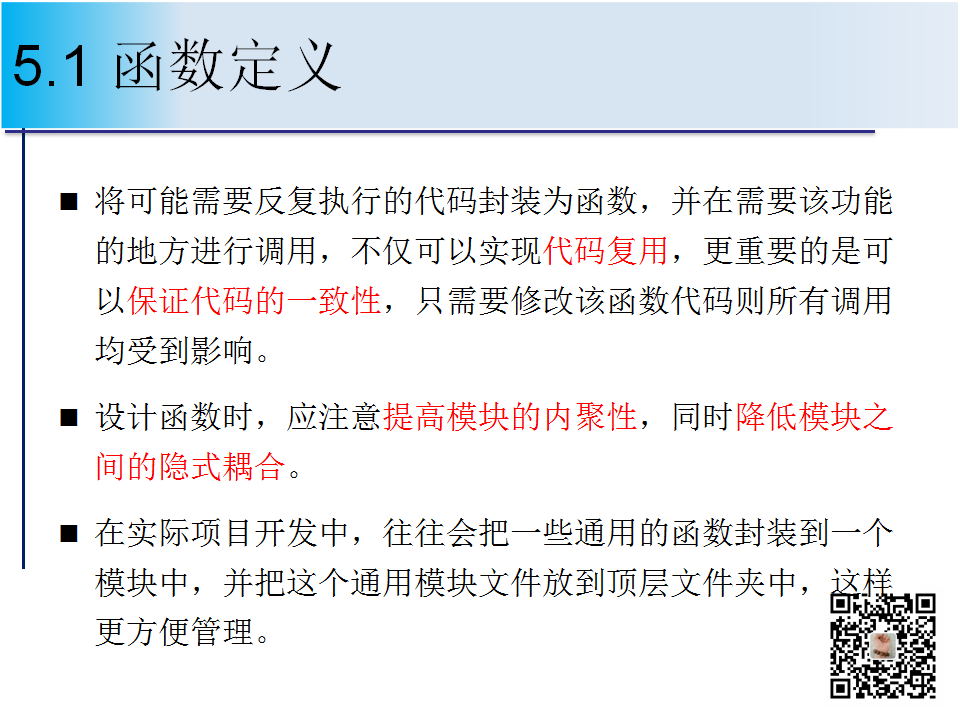 5.1 函数定义
■ 将可能需要反复执行的代码封装为函数，并在需要该功能
的地方进行调用，不仅可以实现代码复用，更重要的是可
以保证代码的一致性，只需要修改该函数代码则所有调用
均受到影响。
■ 设计函数时，应注意提高模块的内聚性，同时降低模块之
间的隐式耦合。
■ 在实际项目开发中，往往会把一些通用的函数封装到一个
模块中，并把这个通用模块文件放到顶层文件夹中，这样
更方便管理。